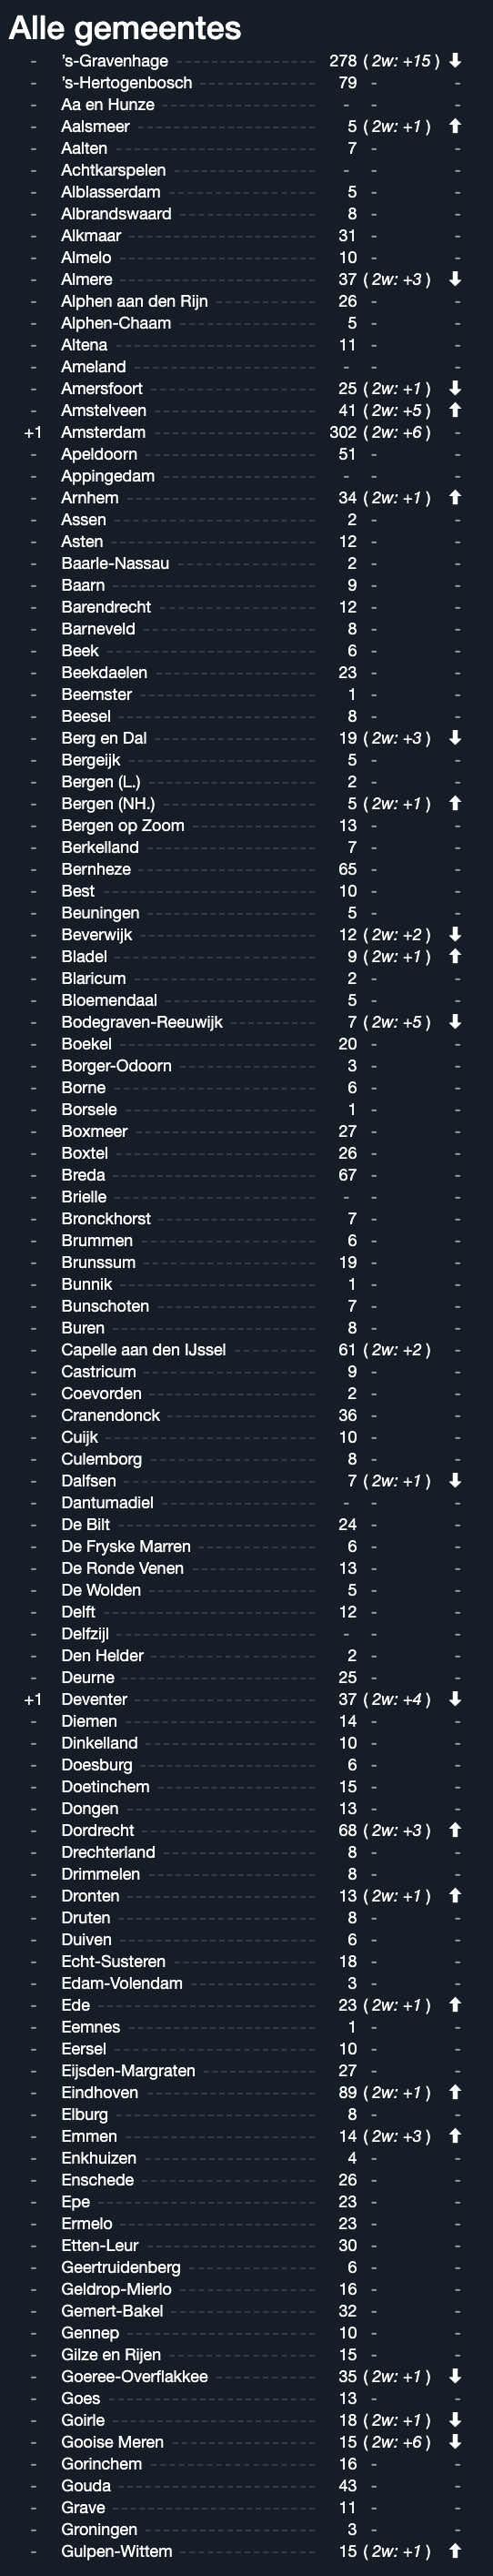 Alle gemeentes
- 's-Gravenhage 278 ( 2w: +15 ) ⬇
- 's-Hertogenbosch 79 - -
- Aa en Hunze - - -
- Aalsmeer 5 ( 2w: +1 ) ⬆
- Aalten 7 - -
- Achtkarspelen - - -
- Alblasserdam 5 - -
- Albrandswaard 8 - -
- Alkmaar 31 - -
- Almelo 10 - -
- Almere 37 ( 2w: +3 ) ⬇
- Alphen aan den Rijn 26 - -
- Alphen-Chaam 5 - -
- Altena 11 - -
- Ameland - - -
- Amersfoort 25 ( 2w: +1 ) ⬇
- Amstelveen 41 ( 2w: +5 ) ⬆
+1 Amsterdam 302 ( 2w: +6 ) -
- Apeldoorn 51 - -
- Appingedam - - -
- Arnhem 34 ( 2w: +1 ) ⬆
- Assen 2 - -
- Asten 12 - -
- Baarle-Nassau 2 - -
- Baarn 9 - -
- Barendrecht 12 - -
- Barneveld 8 - -
- Beek 6 - -
- Beekdaelen 23 - -
- Beemster 1 - -
- Beesel 8 - -
- Berg en Dal 19 ( 2w: +3 ) ⬇
- Bergeijk 5 - -
- Bergen (L.) 2 - -
- Bergen (NH.) 5 ( 2w: +1 ) ⬆
- Bergen op Zoom 13 - -
- Berkelland 7 - -
- Bernheze 65 - -
- Best 10 - -
- Beuningen 5 - -
- Beverwijk 12 ( 2w: +2 ) ⬇
- Bladel 9 ( 2w: +1 ) ⬆
- Blaricum 2 - -
- Bloemendaal 5 - -
- Bodegraven-Reeuwijk 7 ( 2w: +5 ) ⬇
- Boekel 20 - -
- Borger-Odoorn 3 - -
- Borne 6 - -
- Borsele 1 - -
- Boxmeer 27 - -
- Boxtel 26 - -
- Breda 67 - -
- Brielle - - -
- Bronckhorst 7 - -
- Brummen 6 - -
- Brunssum 19 - -
- Bunnik 1 - -
- Bunschoten 7 - -
- Buren 8 - -
- Capelle aan den IJssel 61 ( 2w: +2 ) -
- Castricum 9 - -
- Coevorden 2 - -
- Cranendonck 36 - -
- Cuijk 10 - -
- Culemborg 8 - -
- Dalfsen 7 ( 2w: +1 ) ⬇
- Dantumadiel - - -
- De Bilt 24 - -
- De Fryske Marren 6 - -
- De Ronde Venen 13 - -
- De Wolden 5 - -
- Delft 12 - -
- Delfzijl - - -
- Den Helder 2 - -
- Deurne 25 - -
+1 Deventer 37 ( 2w: +4 ) ⬇
- Diemen 14 - -
- Dinkelland 10 - -
- Doesburg 6 - -
- Doetinchem 15 - -
- Dongen 13 - -
- Dordrecht 68 ( 2w: +3 ) ⬆
- Drechterland 8 - -
- Drimmelen 8 - -
- Dronten 13 ( 2w: +1 ) ⬆
- Druten 8 - -
- Duiven 6 - -
- Echt-Susteren 18 - -
- Edam-Volendam 3 - -
- Ede 23 ( 2w: +1 ) ⬆
- Eemnes 1 - -
- Eersel 10 - -
- Eijsden-Margraten 27 - -
- Eindhoven 89 ( 2w: +1 ) ⬆
- Elburg 8 - -
- Emmen 14 ( 2w: +3 ) ⬆
- Enkhuizen 4 - -
- Enschede 26 - -
- Epe 23 - -
- Ermelo 23 - -
- Etten-Leur 30 - -
- Geertruidenberg 6 - -
- Geldrop-Mierlo 16 - -
- Gemert-Bakel 32 - -
- Gennep 10 - -
- Gilze en Rijen 15 - -
- Goeree-Overflakkee 35 ( 2w: +1 ) ⬇
- Goes 13 - -
- Goirle 18 ( 2w: +1 ) ⬇
- Gooise Meren 15 ( 2w: +6 ) ⬇
- Gorinchem 16 - -
- Gouda 43 - -
- Grave 11 - -
- Groningen 3 - -
- Gulpen-Wittem 15 ( 2w: +1 ) ⬆